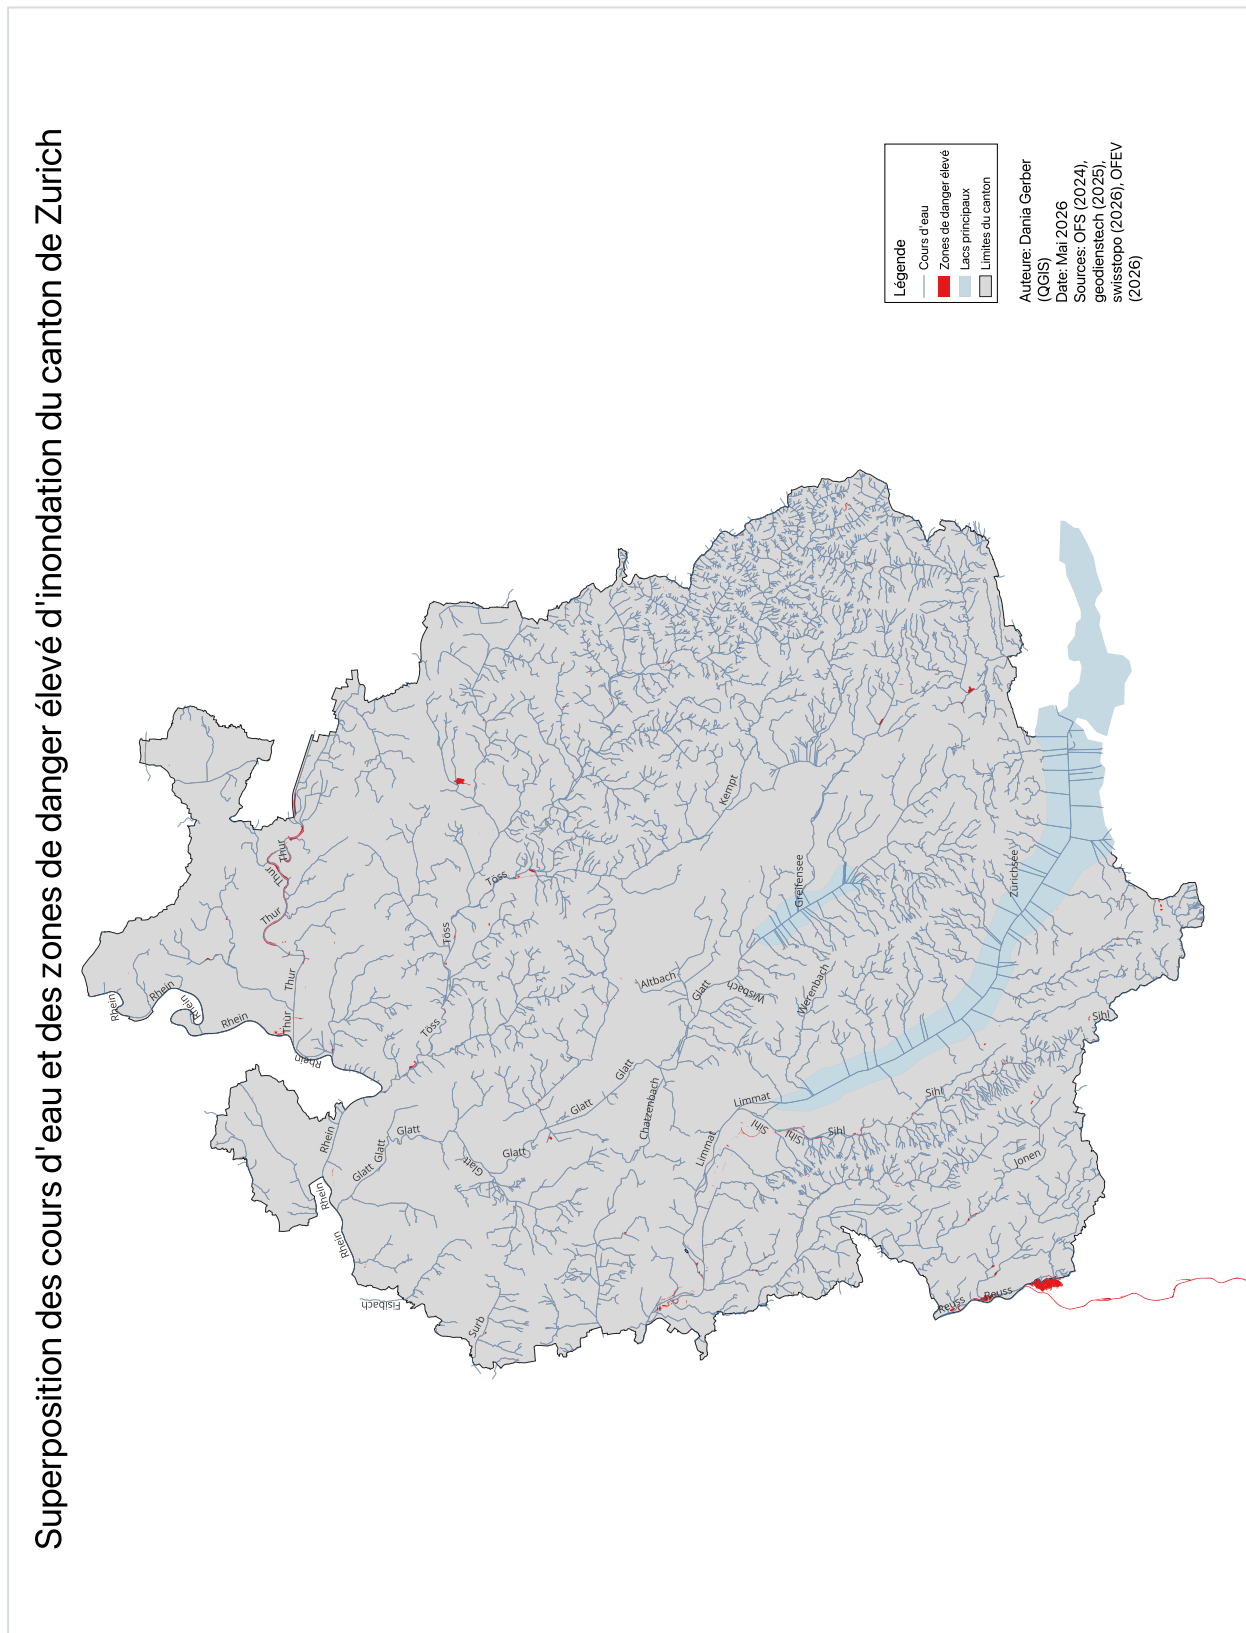 Superposition des cours d'eau et des zones de danger élevé d'inondation du canton de Zurich
Rhein
Rhein
Rhein
Rhein
Thur
Thur
Thur
Thur
Thur
Rhein
Rhein
Rhein
Rhein
Glatt
Glatt
Glatt
Glatt
Glatt
Glatt
Glatt
Glatt
Fisibach
Surb
Töss
Töss
Töss
Kempt
Altbach
Wisbach
Chatzenbach
Greifensee
Werenbach
Zürichsee
Limmat
Limmat
Sihl
Sihl
Sihl
Sihl
Sihl
Jonen
Reuss
Reuss
Légende
Cours d'eau
Zones de danger élevé
Lacs principaux
Limites du canton
Auteure: Dania Gerber
(QGIS)
Date: Mai 2026
Sources: OFS (2024),
geodienstech (2025),
swisstopo (2026), OFEV
(2026)